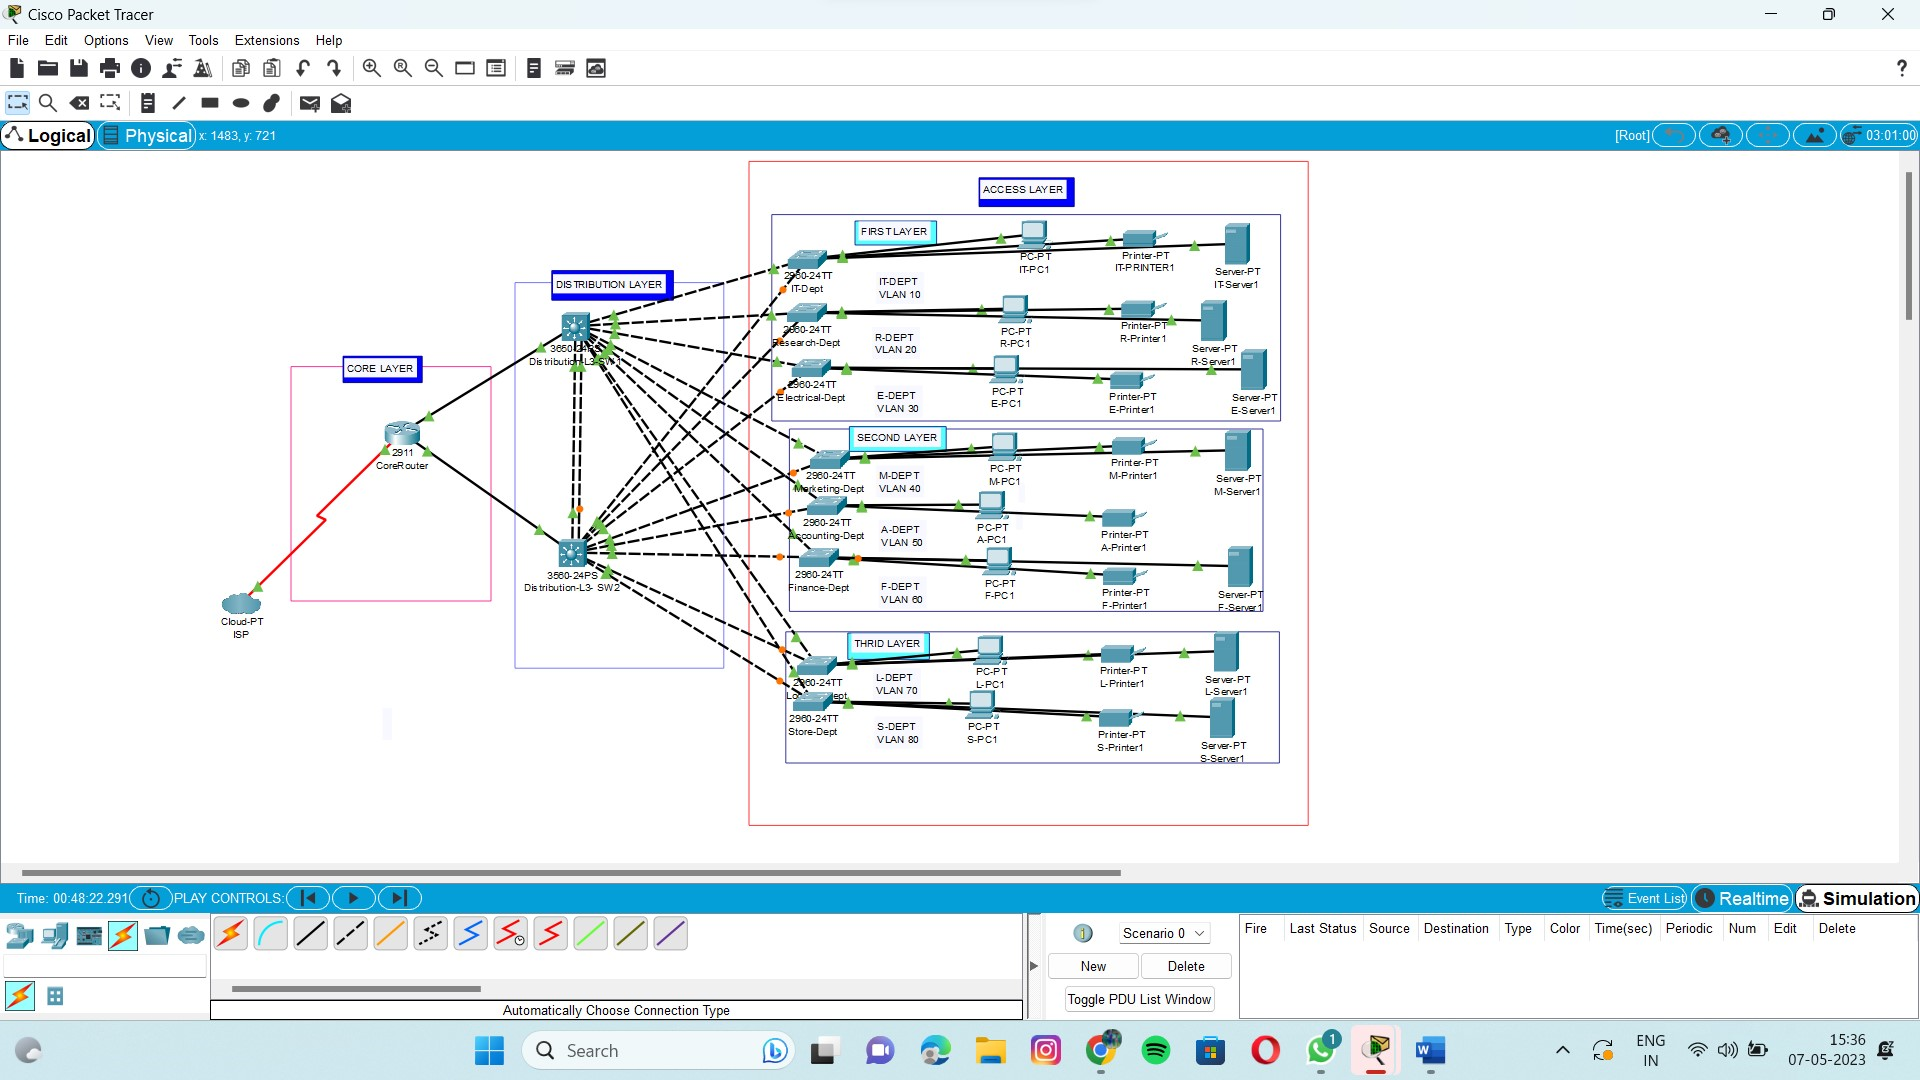 Cisco Packet Tracer
File Edit Options View Tools Extensions Help
?
Logical Physical x: 1483, y: 721 [Root] 03:01:00
ACCESS LAYER
FIRST LAYER
PC-PT
IT-PC1
Printer-PT
IT-PRINTER1
Server-PT
IT-Server1
2960-24TT
IT-Dept
IT-DEPT
VLAN 10
DISTRIBUTION LAYER
2960-24TT
Research-Dept
R-DEPT
VLAN 20
PC-PT
R-PC1
Printer-PT
R-Printer1
Server-PT
R-Server1
3650-24PS
Distribution-L3-SW1
CORE LAYER
2960-24TT
Electrical-Dept
E-DEPT
VLAN 30
PC-PT
E-PC1
Printer-PT
E-Printer1
Server-PT
E-Server1
2911
CoreRouter
SECOND LAYER
2960-24TT
Marketing-Dept
M-DEPT
VLAN 40
PC-PT
M-PC1
Printer-PT
M-Printer1
Server-PT
M-Server1
2960-24TT
Accounting-Dept
A-DEPT
VLAN 50
PC-PT
A-PC1
Printer-PT
A-Printer1
3560-24PS
Distribution-L3- SW2
2960-24TT
Finance-Dept
F-DEPT
VLAN 60
PC-PT
F-PC1
Printer-PT
F-Printer1
Server-PT
F-Server1
Cloud-PT
ISP
THRID LAYER
2960-24TT
L-DEPT
VLAN 70
PC-PT
L-PC1
Printer-PT
L-Printer1
Server-PT
L-Server1
2960-24TT
Store-Dept
S-DEPT
VLAN 80
PC-PT
S-PC1
Printer-PT
S-Printer1
Server-PT
S-Server1
Time: 00:48:22.291 PLAY CONTROLS: Event List Realtime Simulation
Scenario 0
New Delete
Toggle PDU List Window
Fire Last Status Source Destination Type Color Time(sec) Periodic Num Edit Delete
Automatically Choose Connection Type
Search
1
ENG
IN
15:36
07-05-2023